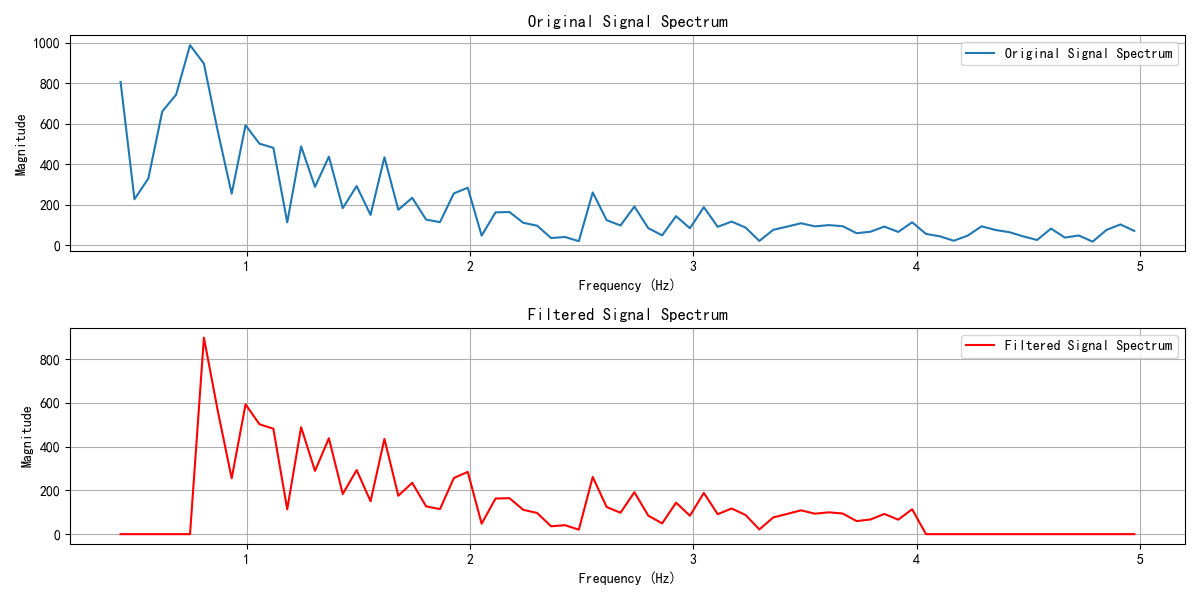 Original Signal Spectrum
Original Signal Spectrum
Magnitude
1000
800
600
400
200
0
1
2
3
4
5
Frequency (Hz)
Filtered Signal Spectrum
Filtered Signal Spectrum
Magnitude
800
600
400
200
0
1
2
3
4
5
Frequency (Hz)